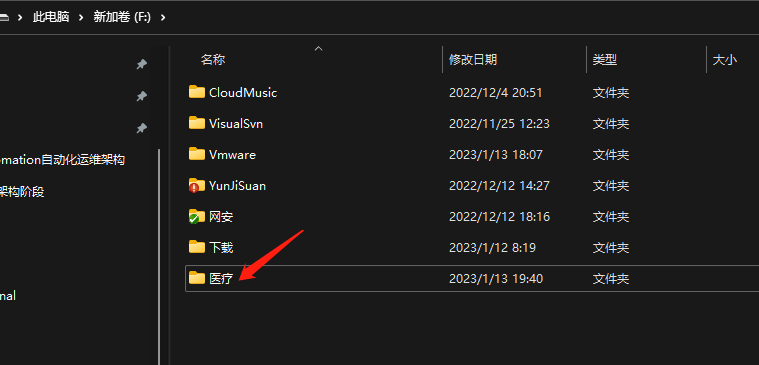 此电脑 > 新加卷 (F:) >
名称 修改日期 类型 大小
CloudMusic 2022/12/4 20:51 文件夹
VisualSvn 2022/11/25 12:23 文件夹
omation自动化运维架构
Vmware 2023/1/13 18:07 文件夹
架构阶段
YunJiSuan 2022/12/12 14:27 文件夹
网安 2022/12/12 18:16 文件夹
下载 2023/1/12 8:19 文件夹
医疗 2023/1/13 19:40 文件夹
nal